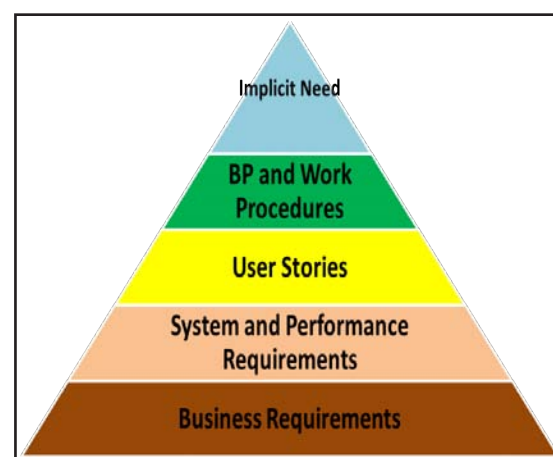 Implicit Need
BP and Work
Procedures
User Stories
System and Performance
Requirements
Business Requirements